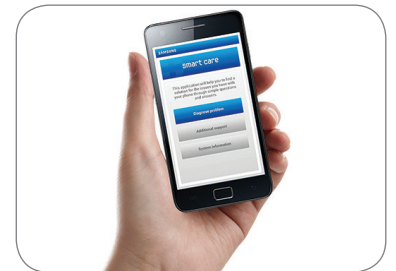 SAMSUNG
smart care
This application will help you to find a
solution for the issues you have with
your phone through simple questions
and answers.
Diagnose problem
Additional support
System information